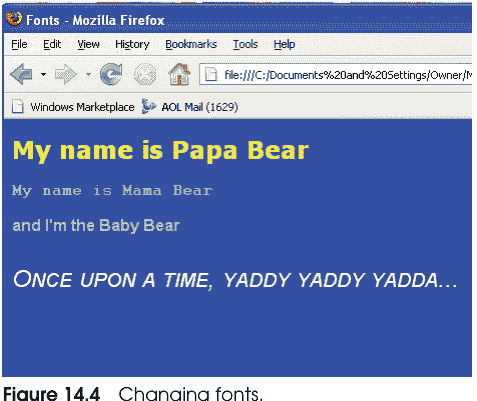 Fonts - Mozilla Firefox
File Edit View History Bookmarks Tools Help
file:///C:/Documents%20and%20Settings/Owner/M
Windows Marketplace AOL Mail (1629)
My name is Papa Bear
My name is Mama Bear
and I'm the Baby Bear
ONCE UPON A TIME, YADDY YADDY YADDA...
Figure 14.4 Changing fonts.